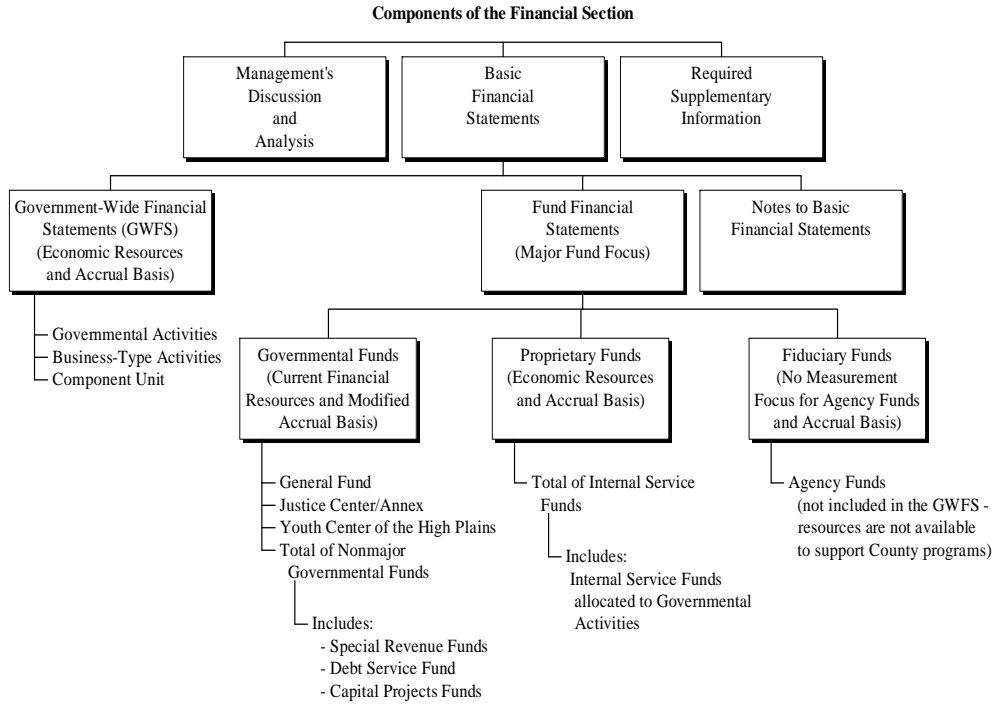 Components of the Financial Section
Management's
Discussion
and
Analysis
Basic
Financial
Statements
Required
Supplementary
Information
Government-Wide Financial
Statements (GWFS)
(Economic Resources
and Accrual Basis)
Fund Financial
Statements
(Major Fund Focus)
Notes to Basic
Financial Statements
Governmental Activities
Business-Type Activities
Component Unit
Governmental Funds
(Current Financial
Resources and Modified
Accrual Basis)
Proprietary Funds
(Economic Resources
and Accrual Basis)
Fiduciary Funds
(No Measurement
Focus for Agency Funds
and Accrual Basis)
General Fund
Justice Center/Annex
Youth Center of the High Plains
Total of Nonmajor
Governmental Funds
Includes:
- Special Revenue Funds
- Debt Service Fund
- Capital Projects Funds
Total of Internal Service
Funds
Includes:
Internal Service Funds
allocated to Governmental
Activities
Agency Funds
(not included in the GWFS -
resources are not available
to support County programs)